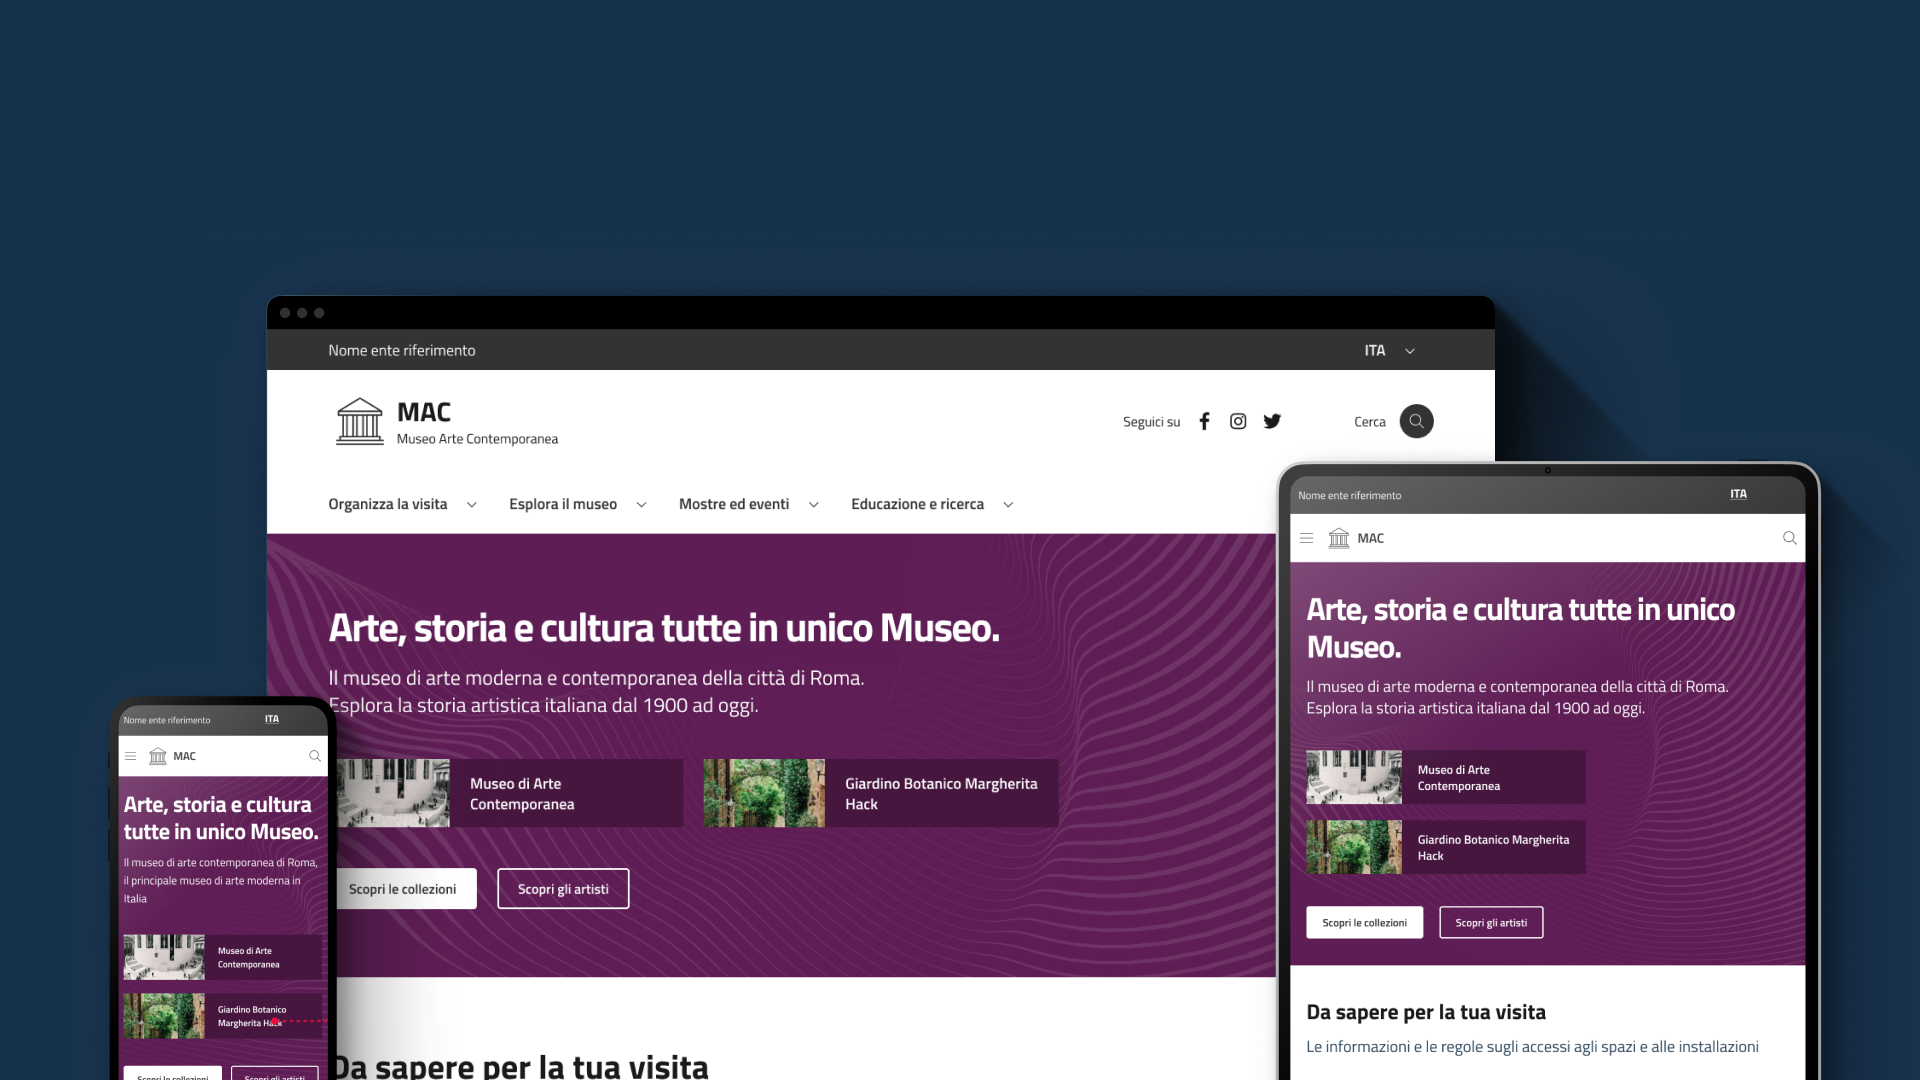 Nome ente riferimento
ITA
MAC
Museo Arte Contemporanea
Seguici su
Cerca
Organizza la visita
Esplora il museo
Mostre ed eventi
Educazione e ricerca
Arte, storia e cultura tutte in unico Museo.
Il museo di arte moderna e contemporanea della città di Roma.
Esplora la storia artistica italiana dal 1900 ad oggi.
Museo di Arte
Contemporanea
Giardino Botanico Margherita
Hack
Scopri le collezioni
Scopri gli artisti
Da sapere per la tua visita
Nome ente riferimento
ITA
MAC
Arte, storia e cultura tutte in unico
Museo.
Il museo di arte moderna e contemporanea della città di Roma.
Esplora la storia artistica italiana dal 1900 ad oggi.
Museo di Arte
Contemporanea
Giardino Botanico Margherita
Hack
Scopri le collezioni
Scopri gli artisti
Da sapere per la tua visita
Le informazioni e le regole sugli accessi agli spazi e alle installazioni
Nome ente riferimento
ITA
MAC
Arte, storia e cultura
tutte in unico Museo.
Il museo di arte contemporanea di Roma,
il principale museo di arte moderna in
Italia
Museo di Arte
Contemporanea
Giardino Botanico
Margherita Hack
Scopri le collezioni
Scopri gli artisti